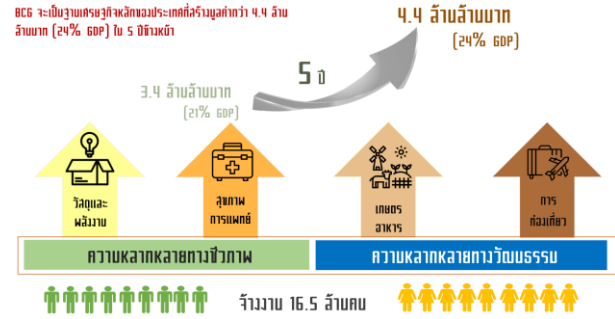 BCG จะเป็นฐานเศรษฐกิจหลักของประเทศที่สร้างมูลค่ากว่า 4.4 ล้าน
ล้านบาท (24% GDP) ใน 5 ปีข้างหน้า
4.4 ล้านล้านบาท
(24% GDP)
5 ปี
3.4 ล้านล้านบาท
(21% GDP)
วัสดุและ
พลังงาน
สุขภาพ
การแพทย์
เกษตร
อาหาร
การ
ท่องเที่ยว
ความหลากหลายทางชีวภาพ
ความหลากหลายทางวัฒนธรรม
จ้างงาน 16.5 ล้านคน